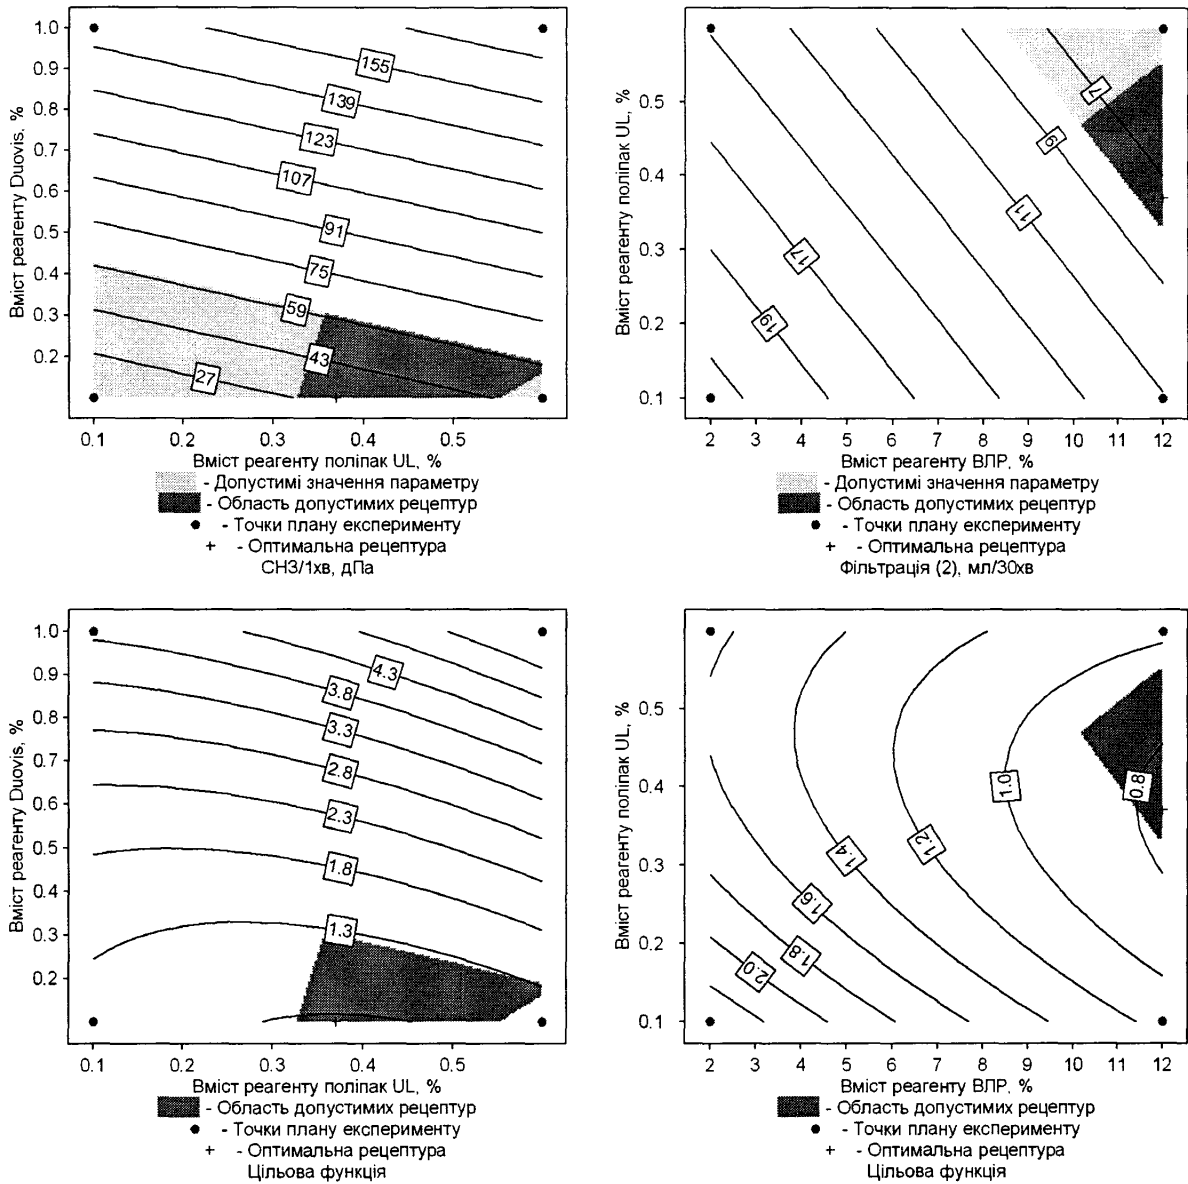 1.0
0.9
0.8
0.7
0.6
0.5
0.4
0.3
0.2
Вміст реагенту Duovis, %
155
139
123
107
91
75
59
43
27
0.1 0.2 0.3 0.4 0.5
Вміст реагенту поліпак UL, %
- Допустимі значення параметру
- Область допустимих рецептур
- Точки плану експерименту
+ - Оптимальна рецептура
СНЗ/1хв, дПа
0.5
0.4
0.3
0.2
0.1
Вміст реагенту поліпак UL, %
7
9
11
17
19
2 3 4 5 6 7 8 9 10 11 12
Вміст реагенту ВЛР, %
- Допустимі значення параметру
- Область допустимих рецептур
- Точки плану експерименту
+ - Оптимальна рецептура
Фільтрація (2), мл/30хв
1.0
0.9
0.8
0.7
0.6
0.5
0.4
0.3
0.2
Вміст реагенту Duovis, %
4.3
3.8
3.3
2.8
2.3
1.8
1.3
0.1 0.2 0.3 0.4 0.5
Вміст реагенту поліпак UL, %
- Область допустимих рецептур
- Точки плану експерименту
+ - Оптимальна рецептура
Цільова функція
0.5
0.4
0.3
0.2
0.1
Вміст реагенту поліпак UL, %
0.8
1.0
1.2
1.4
1.6
1.8
2.0
2 3 4 5 6 7 8 9 10 11 12
Вміст реагенту ВЛР, %
- Область допустимих рецептур
- Точки плану експерименту
+ - Оптимальна рецептура
Цільова функція